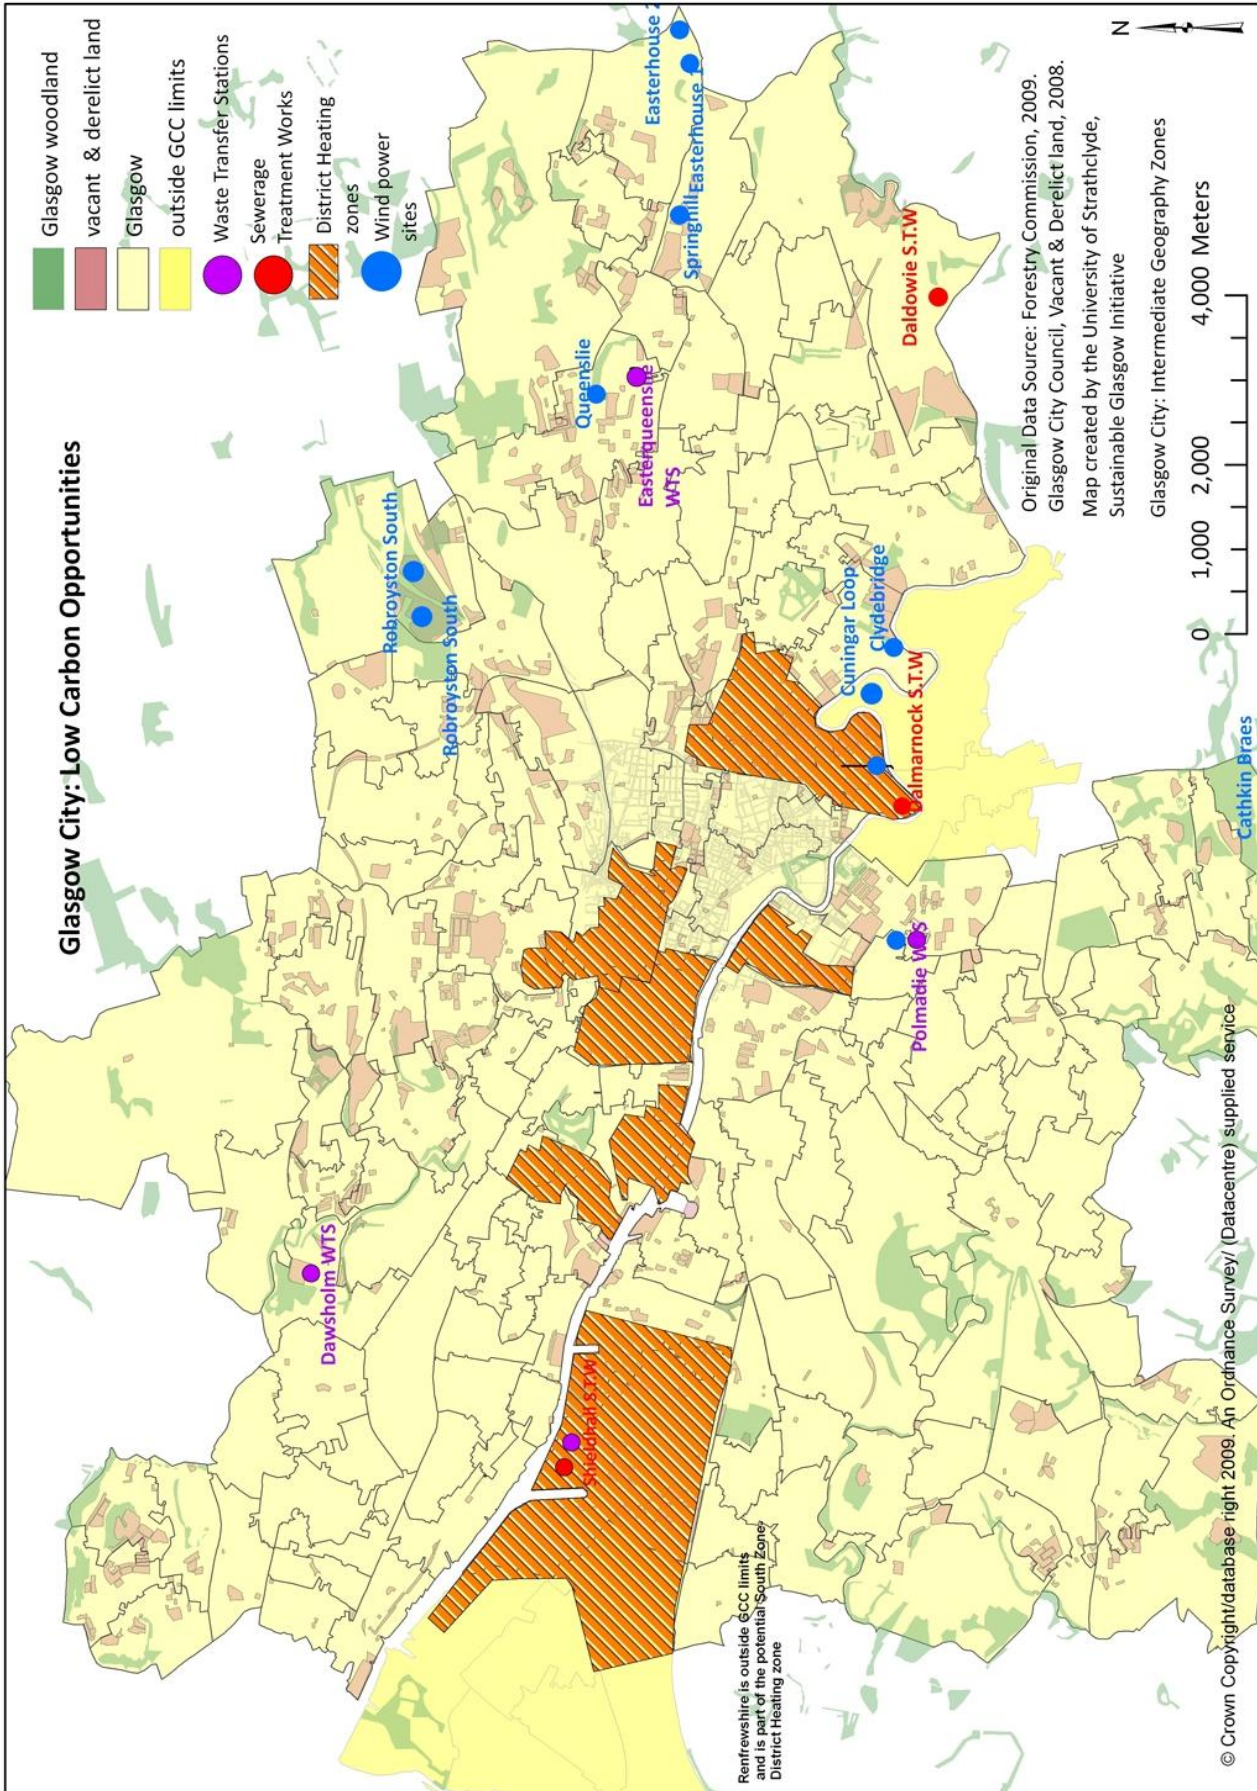 Glasgow City: Low Carbon Opportunities
Glasgow woodland
vacant & derelict land
Glasgow
outside GCC limits
Waste Transfer Stations
Sewerage
Treatment Works
District Heating
zones
Wind power
sites
Robroyston South
Robroyston South
Queenslie
Easterqueenslie
WTS
Easterhouse 2
Easterhouse 1
Springhill
Dawsholm WTS
Daldowie S.T.W
Cuningar Loop
Clydebridge
Dalmarnock S.T.W
Polmadie WTS
Shieldhall S.T.W
Cathkin Braes
Renfrewshire is outside GCC limits
and is part of the potential South Zone-
District Heating zone
N
Original Data Source: Forestry Commission, 2009.
Glasgow City Council, Vacant & Derelict land, 2008.
Map created by the University of Strathclyde,
Sustainable Glasgow Initiative
Glasgow City: Intermediate Geography Zones
0 1,000 2,000 4,000 Meters
© Crown Copyright/database right 2009. An Ordnance Survey/ (Datacentre) supplied service